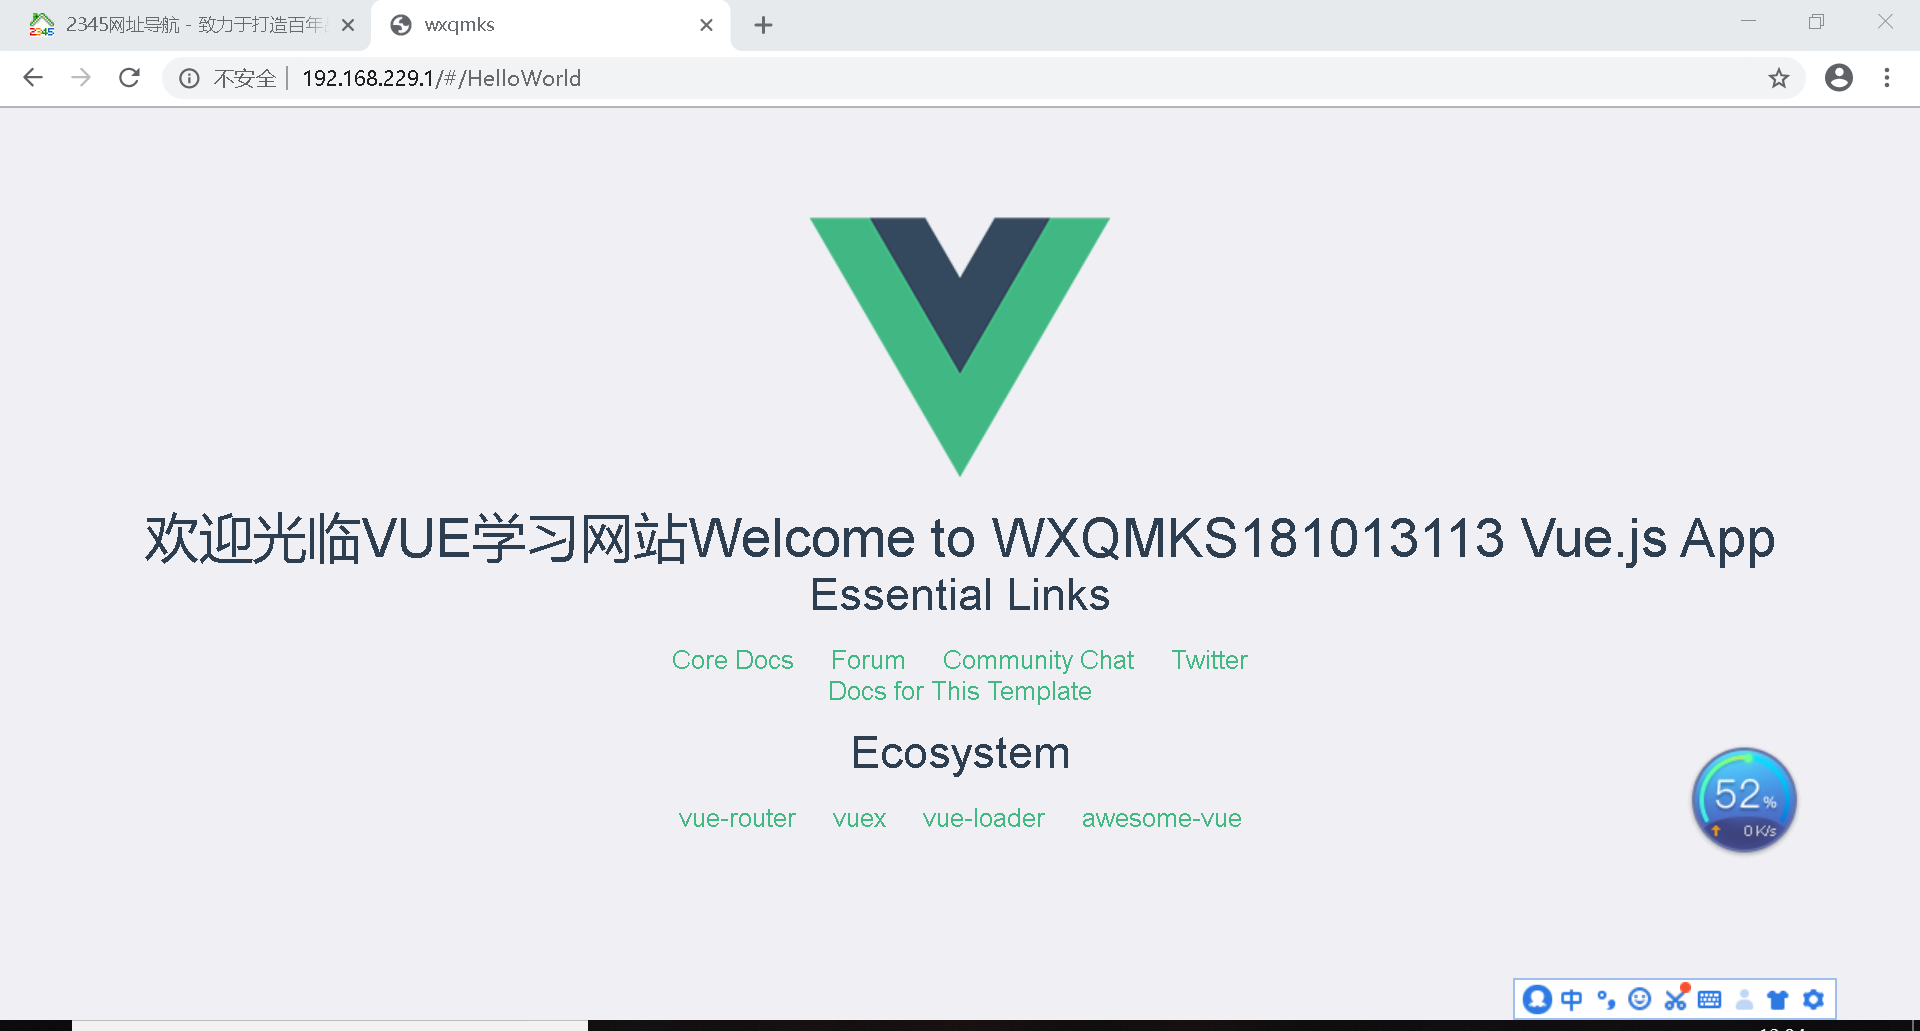 2345网址导航 - 致力于打造百年
wxqmks
不安全 | 192.168.229.1/#/HelloWorld
欢迎光临VUE学习网站Welcome to WXQMKS181013113 Vue.js App
Essential Links
Core Docs Forum Community Chat Twitter
Docs for This Template
Ecosystem
vue-router vuex vue-loader awesome-vue
52%
0K/s
中